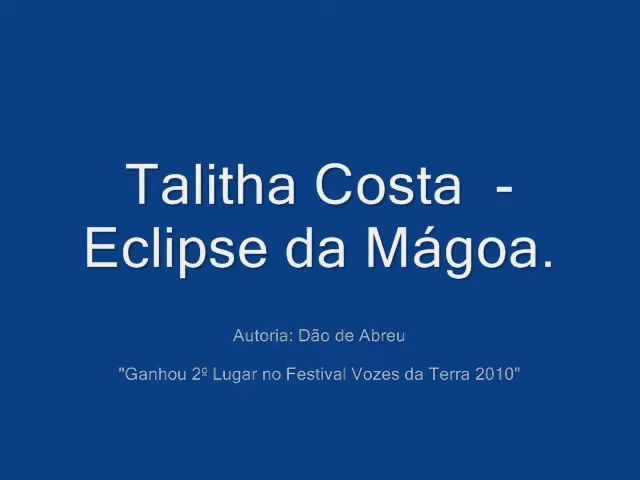 Talitha Costa  -
Eclipse da Mágoa.
Autoria: Dão de Abreu
"Ganhou 2º Lugar no Festival Vozes da Terra 2010"